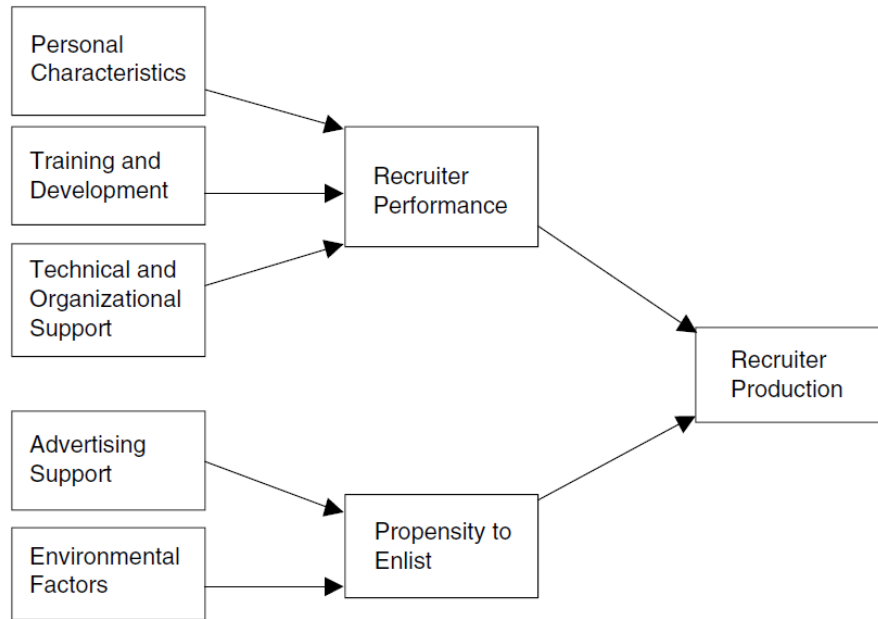 Personal
Characteristics
Training and
Development
Technical and
Organizational
Support
Recruiter
Performance
Recruiter
Production
Advertising
Support
Propensity to
Enlist
Environmental
Factors